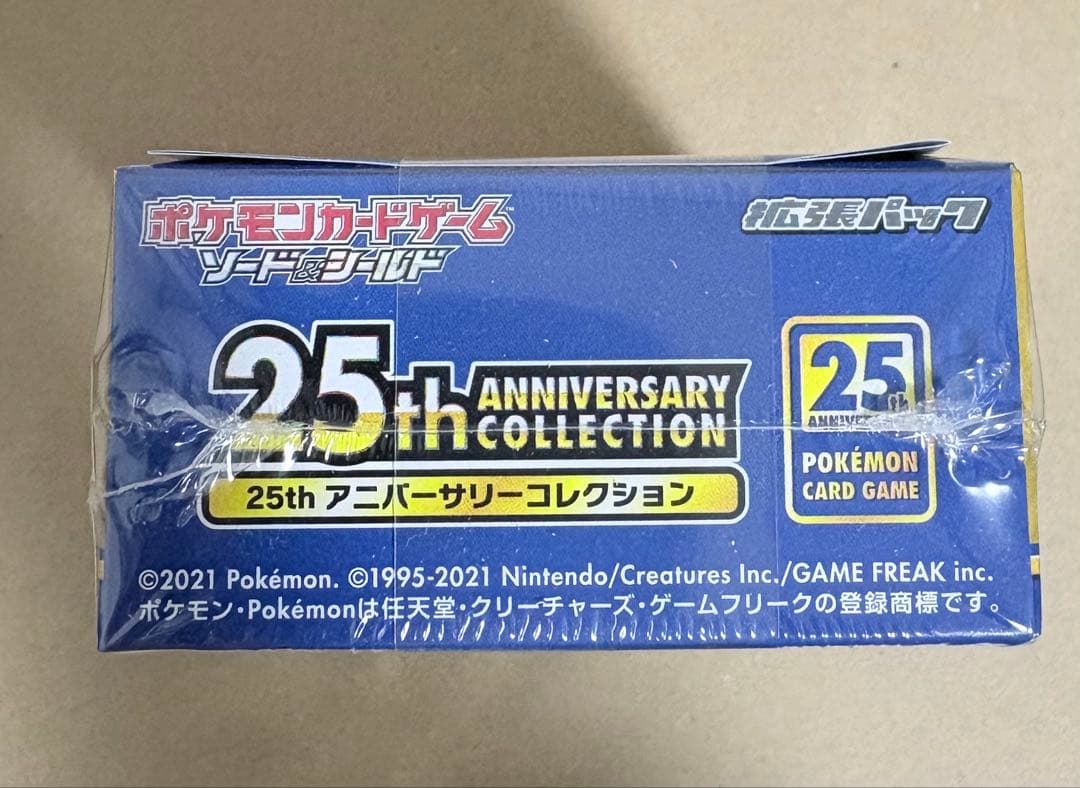 ポケモンカードゲーム™
ソード&シールド
拡張パック
25th ANNIVERSARY
COLLECTION
25th アニバーサリーコレクション
25th
ANNIVERSARY
POKÉMON
CARD GAME
©2021 Pokémon. ©1995-2021 Nintendo/Creatures Inc./GAME FREAK inc.
ポケモン・Pokémonは任天堂・クリーチャーズ・ゲームフリークの登録商標です。